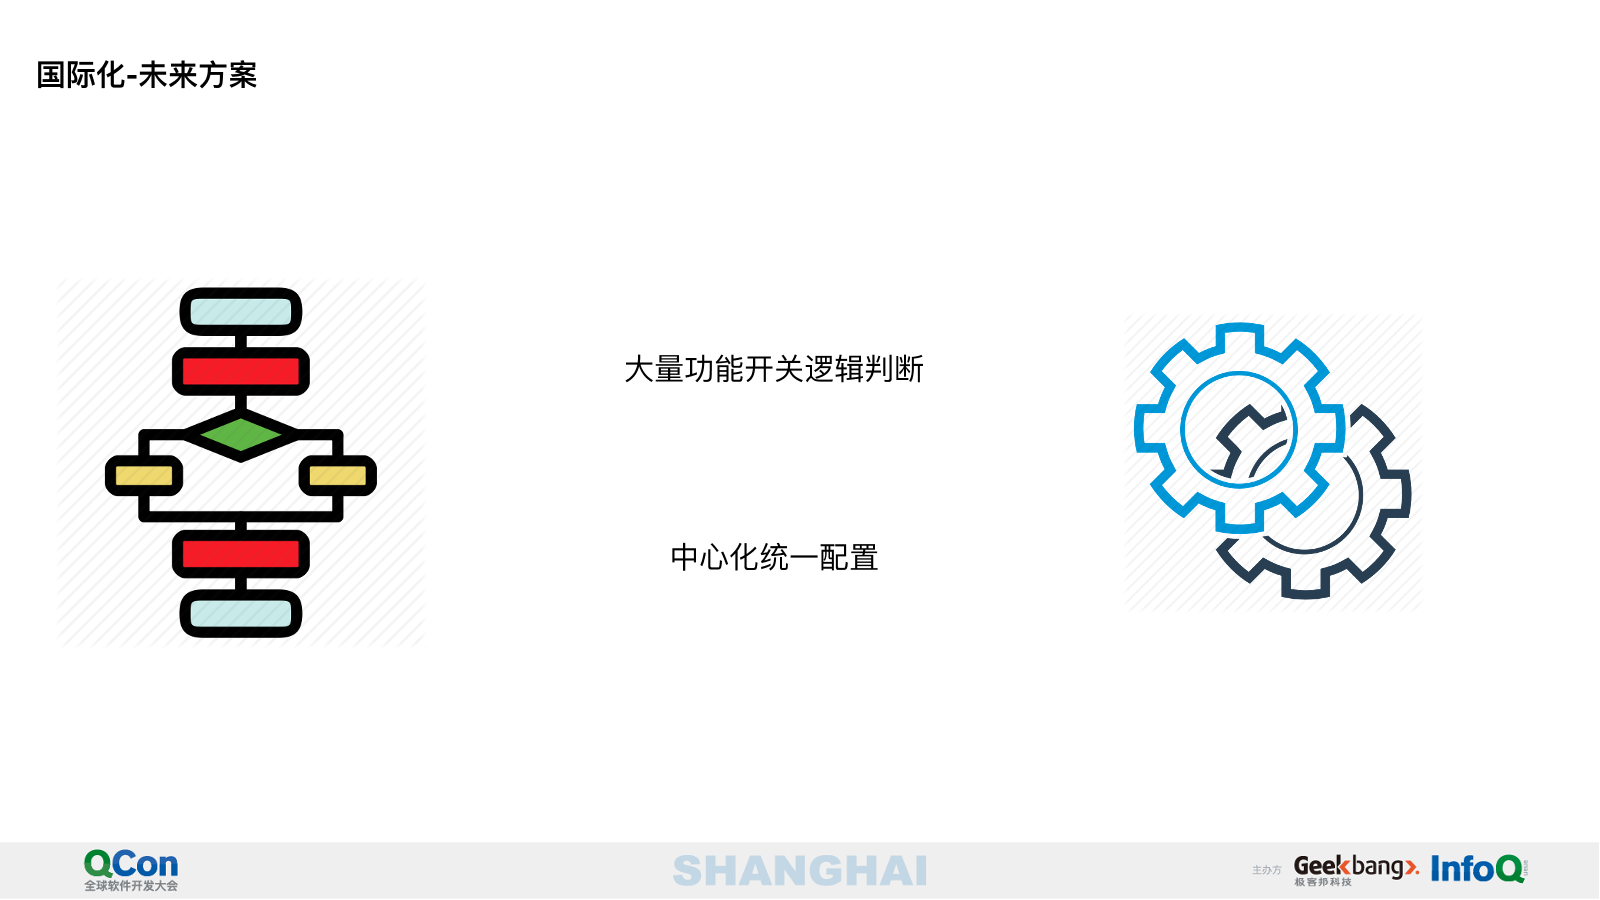 国际化-未来方案
大量功能开关逻辑判断
中心化统一配置
QCon
全球软件开发大会
SHANGHAI
主办方
Geekbang>.
极客邦科技
InfoQ